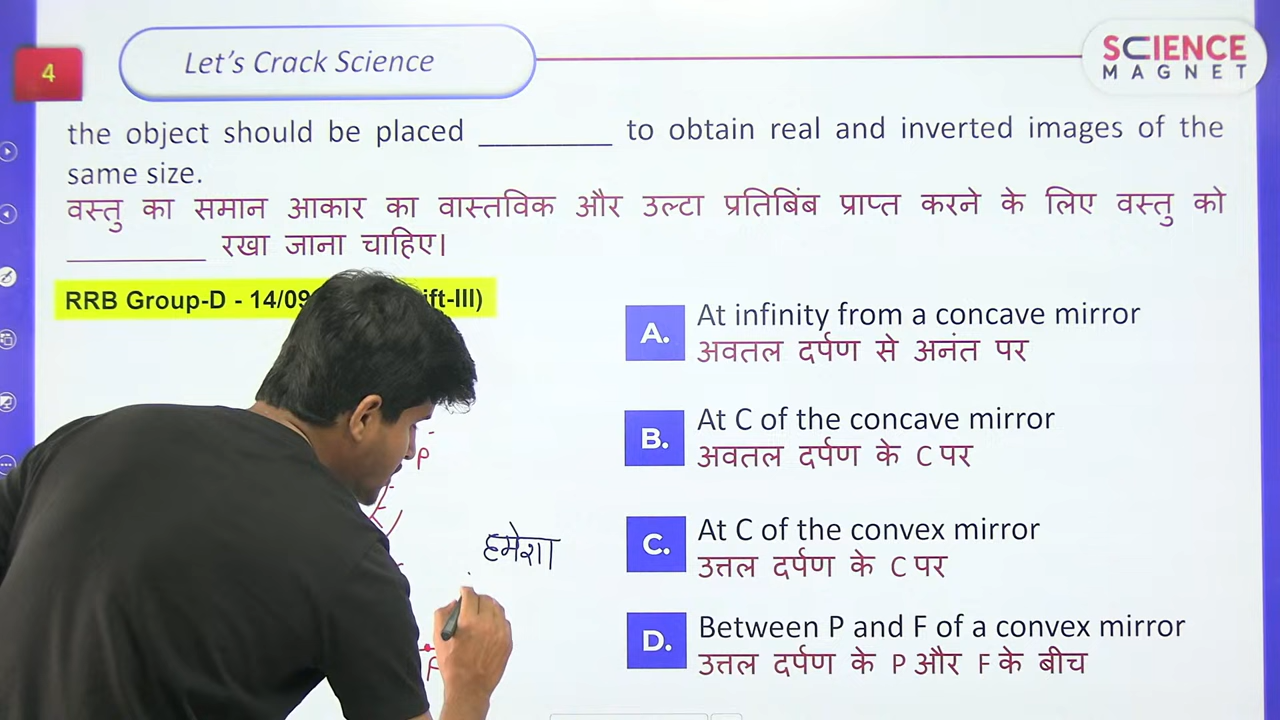 4
Let's Crack Science
SCIENCE
MAGNET
the object should be placed _________ to obtain real and inverted images of the
same size.
वस्तु का समान आकार का वास्तविक और उल्टा प्रतिबिंब प्राप्त करने के लिए वस्तु को
_________ रखा जाना चाहिए।
RRB Group-D - 14/09 ift-III)
A. At infinity from a concave mirror
अवतल दर्पण से अनंत पर
B. At C of the concave mirror
अवतल दर्पण के C पर
C. At C of the convex mirror
उत्तल दर्पण के C पर
D. Between P and F of a convex mirror
उत्तल दर्पण के P और F के बीच
P
हमेशा
F